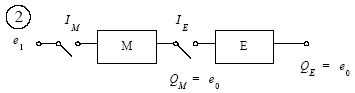 2
I_M I_E
e_1 M E
Q_M = e_0 Q_E = e_0